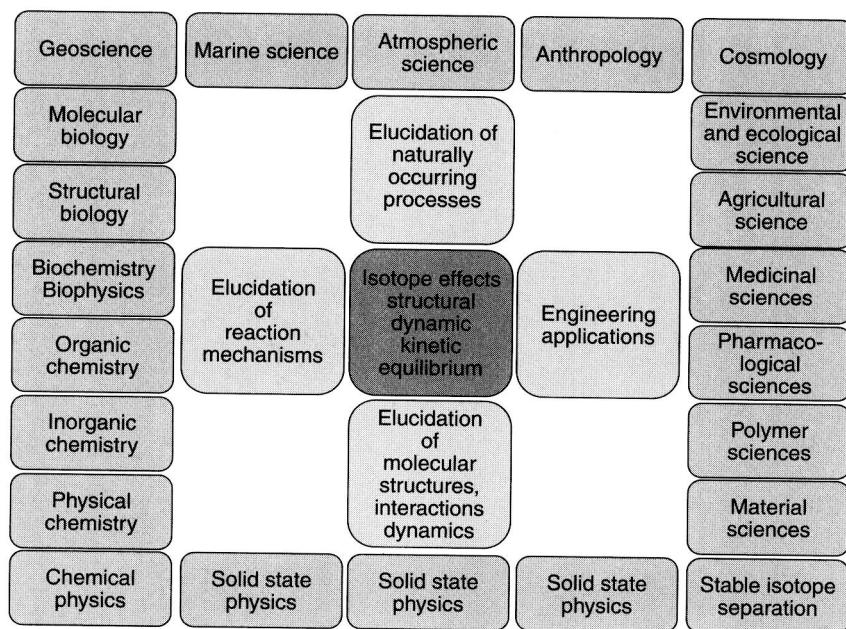 Geoscience
Marine science
Atmospheric
science
Anthropology
Cosmology
Molecular
biology
Elucidation of
naturally
occurring
processes
Environmental
and ecological
science
Structural
biology
Agricultural
science
Biochemistry
Biophysics
Elucidation
of
reaction
mechanisms
Isotope effects
structural
dynamic
kinetic
equilibrium
Engineering
applications
Medicinal
sciences
Organic
chemistry
Pharmaco-
logical
sciences
Inorganic
chemistry
Elucidation
of
molecular
structures,
interactions
dynamics
Polymer
sciences
Physical
chemistry
Material
sciences
Chemical
physics
Solid state
physics
Solid state
physics
Solid state
physics
Stable isotope
separation